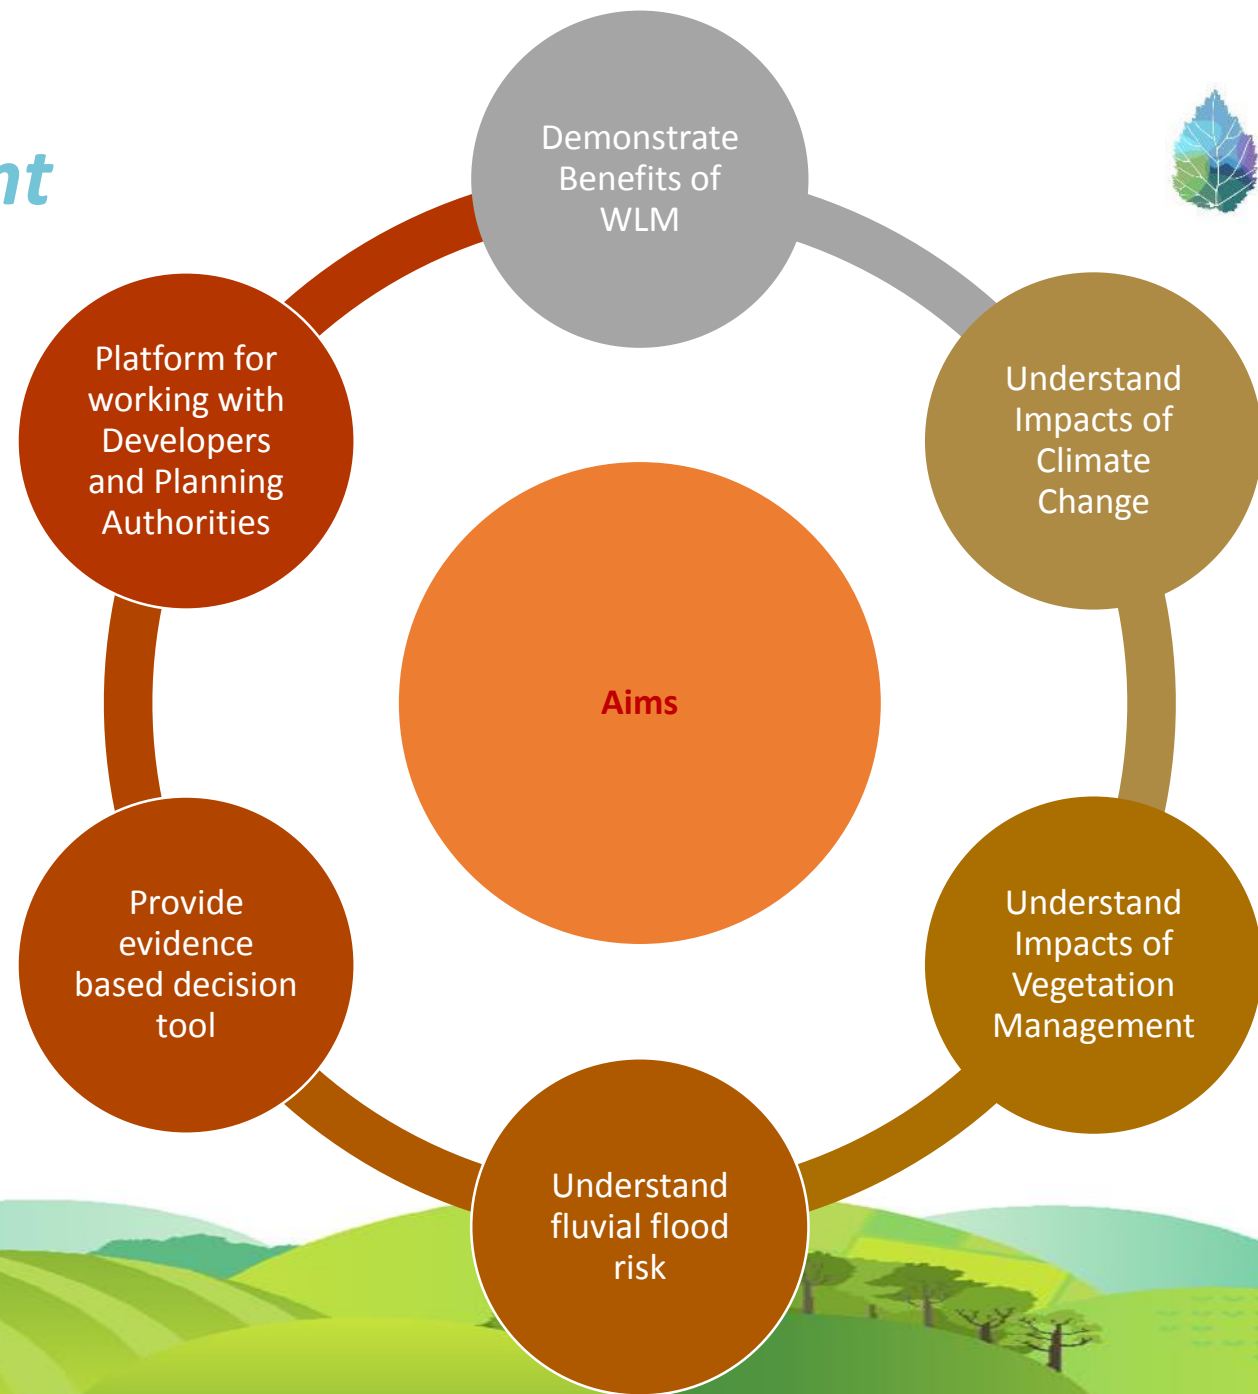 nt
Demonstrate
Benefits of
WLM
Understand
Impacts of
Climate
Change
Understand
Impacts of
Vegetation
Management
Understand
fluvial flood
risk
Provide
evidence
based decision
tool
Platform for
working with
Developers
and Planning
Authorities
Aims